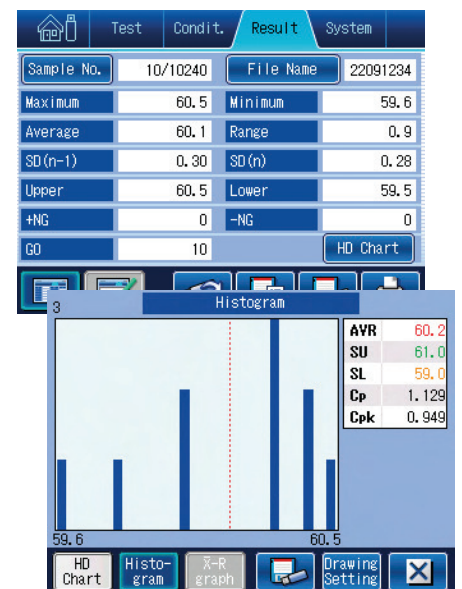 Test Condit. Result System
Sample No. 10/10240 File Name 22091234
Maximum 60.5 Minimum 59.6
Average 60.1 Range 0.9
SD(n-1) 0.30 SD(n) 0.28
Upper 60.5 Lower 59.5
+NG 0 -NG 0
GO 10 HD Chart
3 Histogram
AVR 60.2
SU 61.0
SL 59.0
Cp 1.129
Cpk 0.949
59.6 60.5
HD Chart
Histo-gram
X̄-R graph
Drawing Setting